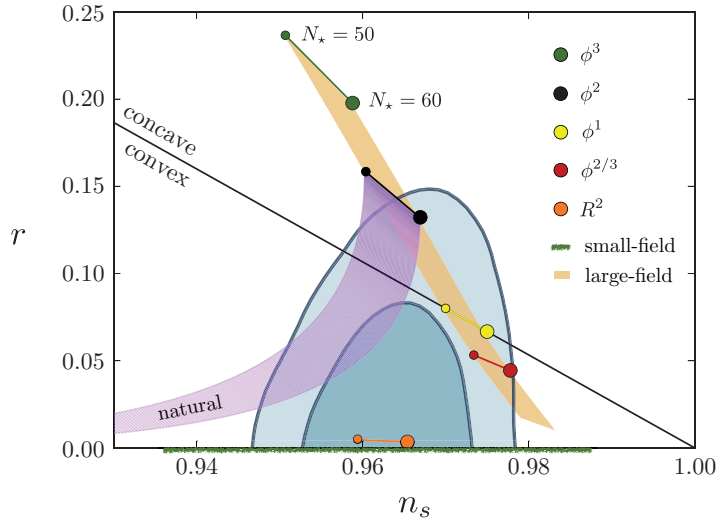 0.25
0.20
0.15
0.10
0.05
0.00
r
0.94
0.96
0.98
1.00
n_s
N⋆ = 50
N⋆ = 60
concave
convex
natural
ϕ³
ϕ²
ϕ¹
ϕ^{2/3}
R²
small-field
large-field